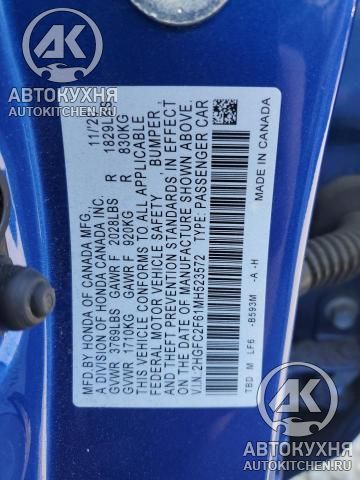 АК
АВТОКУХНЯ
AUTOKITCHEN.RU
MFD BY HONDA OF CANADA MFG.
A DIVISION OF HONDA CANADA INC.
GVWR 3769LBS GAWR F 2028LBS R 1829LBS
GVWR 1710KG GAWR F 920KG R 830KG
THIS VEHICLE CONFORMS TO ALL APPLICABLE
FEDERAL MOTOR VEHICLE SAFETY, BUMPER,
AND THEFT PREVENTION STANDARDS IN EFFECT
ON THE DATE OF MANUFACTURE SHOWN ABOVE.
V.I.N: 2HGFC2F61MH523572 TYPE: PASSENGER CAR
TBD M LF6 -B593M -A -H
MADE IN CANADA
АК
АВТОКУХНЯ
AUTOKITCHEN.RU